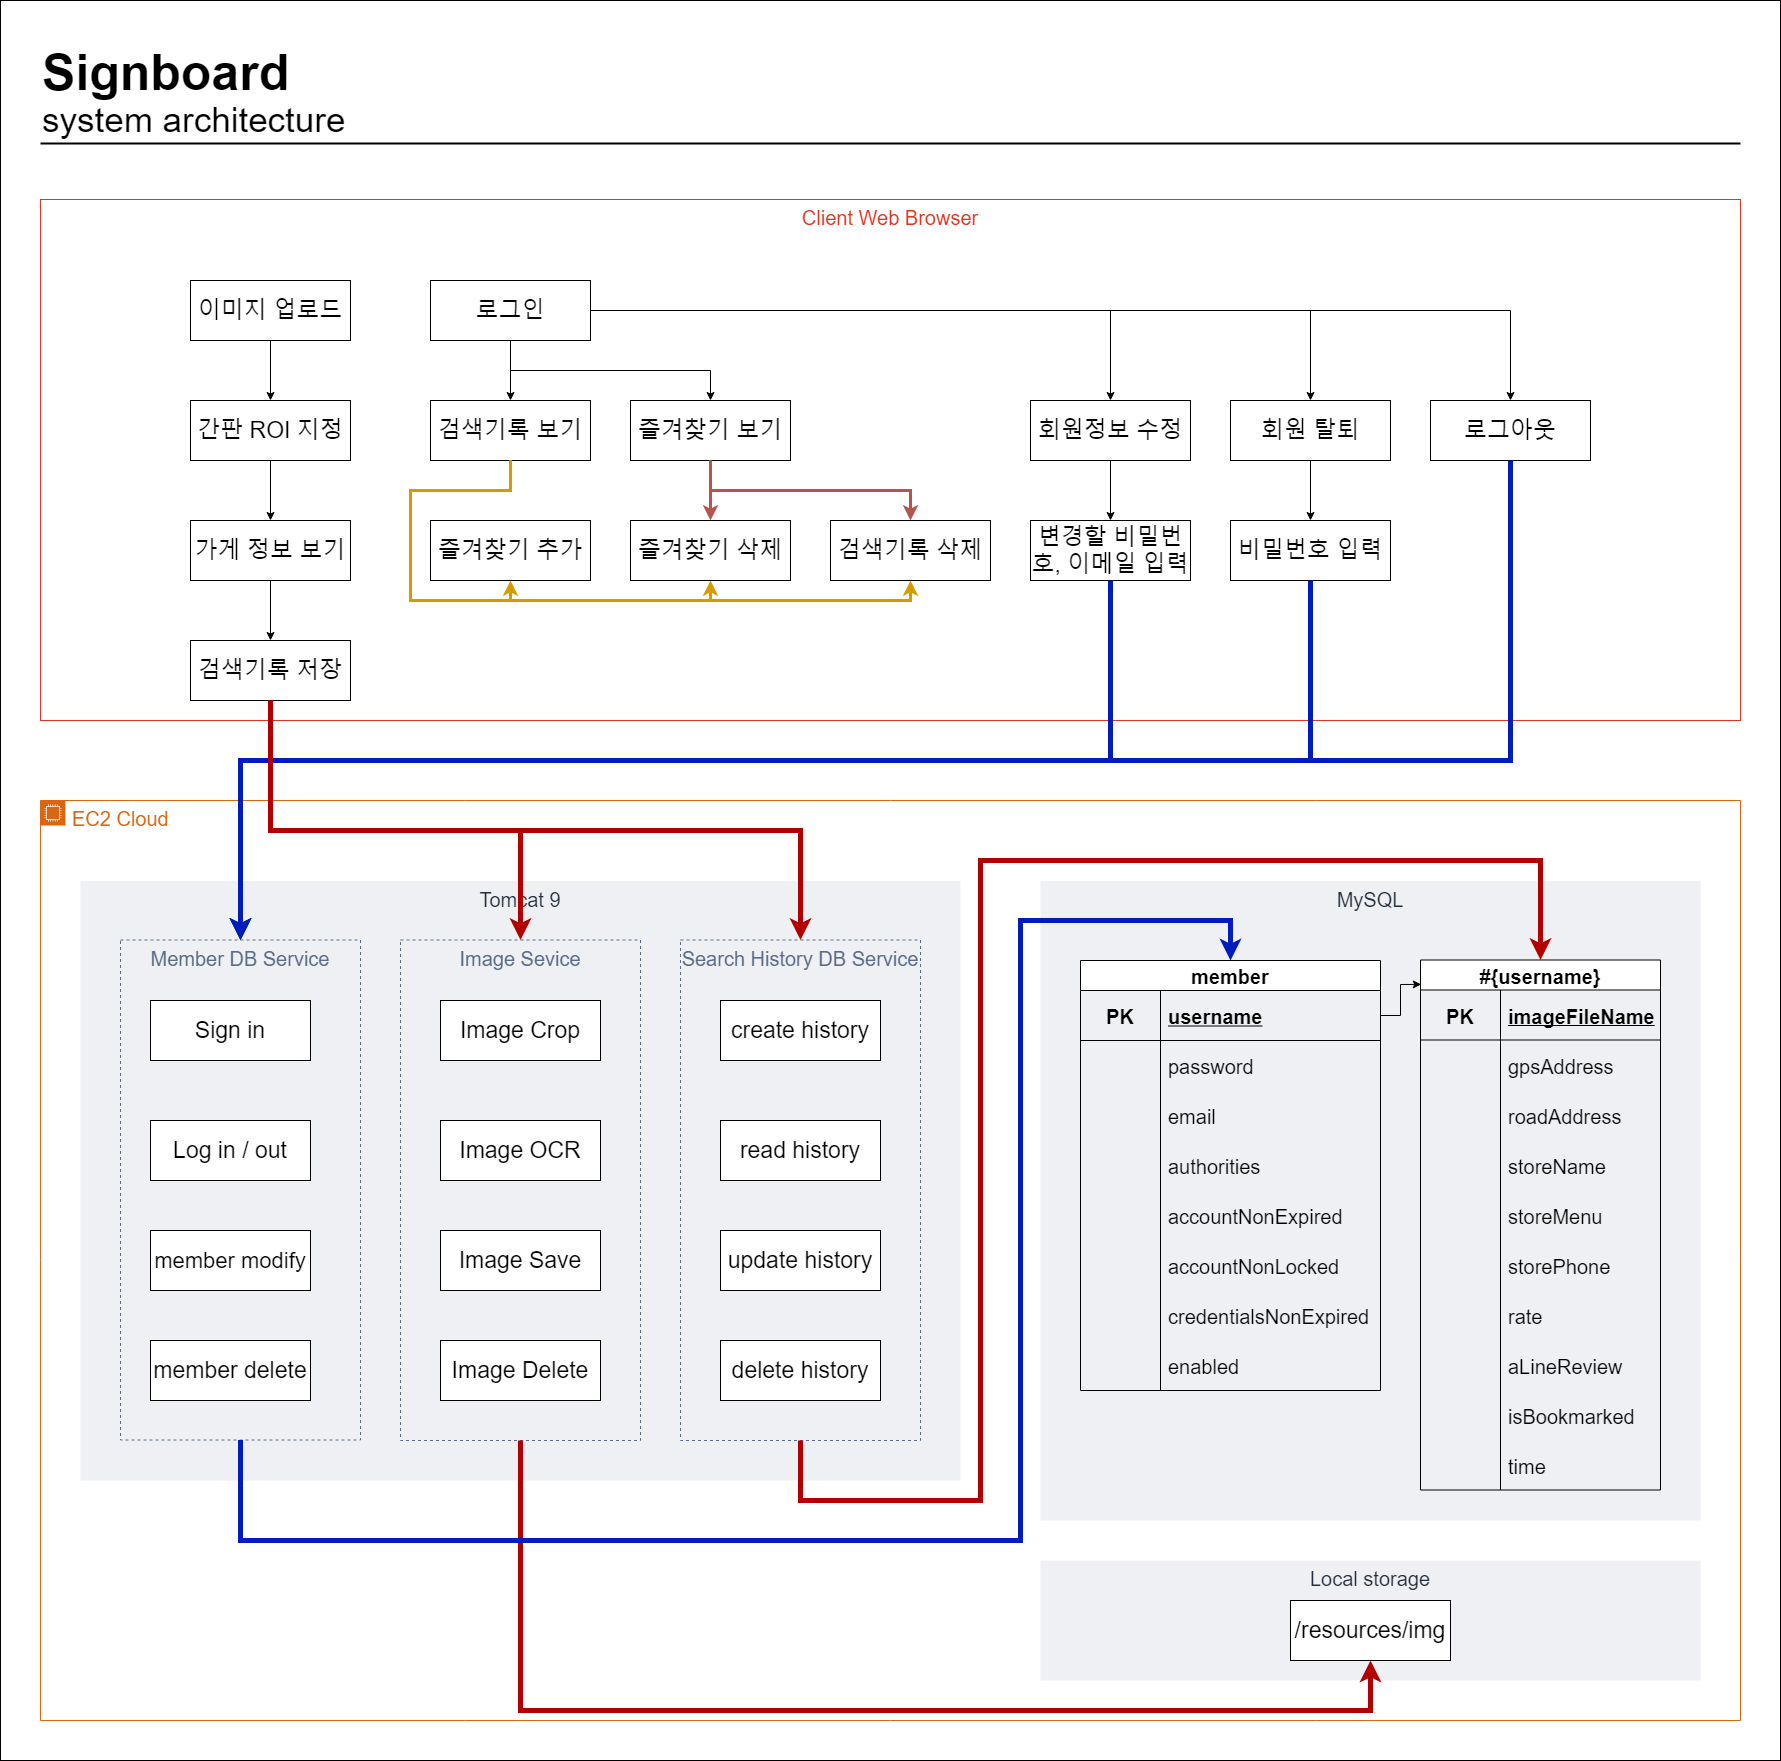 Signboard
system architecture
Client Web Browser
이미지 업로드
로그인
간판 ROI 지정
검색기록 보기
즐겨찾기 보기
회원정보 수정
회원 탈퇴
로그아웃
가게 정보 보기
즐겨찾기 추가
즐겨찾기 삭제
검색기록 삭제
변경할 비밀번
호, 이메일 입력
비밀번호 입력
검색기록 저장
EC2 Cloud
Tomcat 9
Member DB Service
Sign in
Log in / out
member modify
member delete
Image Sevice
Image Crop
Image OCR
Image Save
Image Delete
Search History DB Service
create history
read history
update history
delete history
MySQL
member
PK username
password
email
authorities
accountNonExpired
accountNonLocked
credentialsNonExpired
enabled
#{username}
PK imageFileName
gpsAddress
roadAddress
storeName
storeMenu
storePhone
rate
aLineReview
isBookmarked
time
Local storage
/resources/img